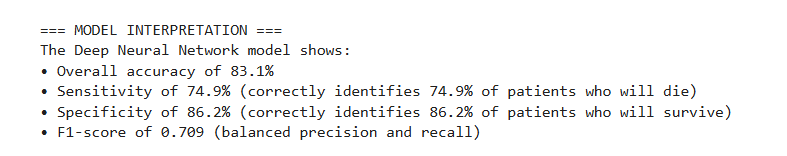 === MODEL INTERPRETATION ===
The Deep Neural Network model shows:
• Overall accuracy of 83.1%
• Sensitivity of 74.9% (correctly identifies 74.9% of patients who will die)
• Specificity of 86.2% (correctly identifies 86.2% of patients who will survive)
• F1-score of 0.709 (balanced precision and recall)